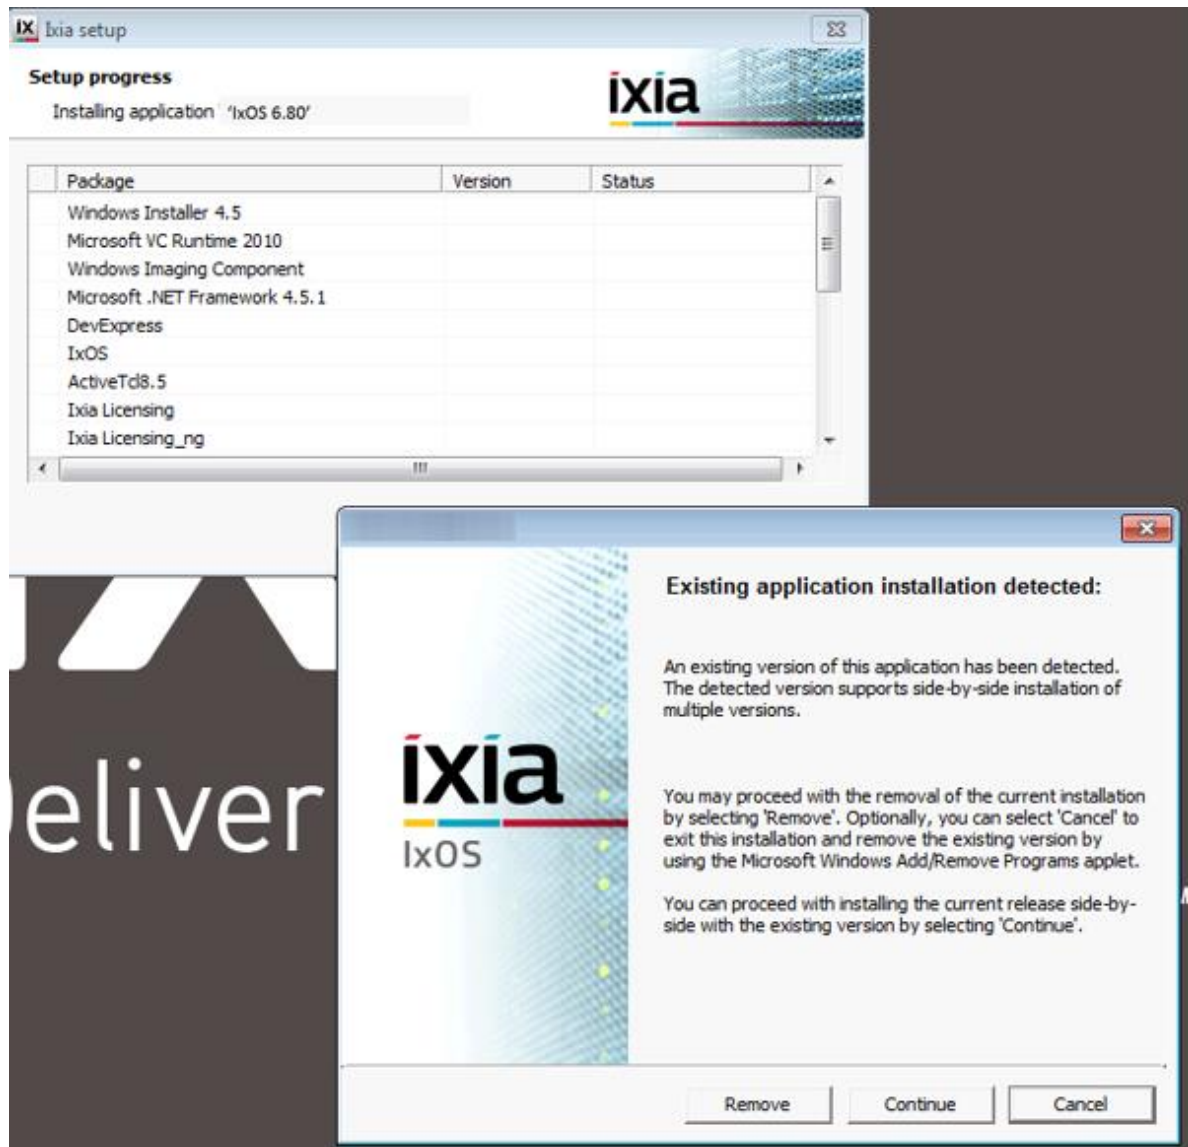 Ixia setup
Setup progress
Installing application 'IxOS 6.80'
ixia
Package Version Status
Windows Installer 4.5
Microsoft VC Runtime 2010
Windows Imaging Component
Microsoft .NET Framework 4.5.1
DevExpress
IxOS
ActiveTcl8.5
Ixia Licensing
Ixia Licensing_ng
eliver
Existing application installation detected:
An existing version of this application has been detected.
The detected version supports side-by-side installation of
multiple versions.
ixia
IxOS
You may proceed with the removal of the current installation
by selecting 'Remove'. Optionally, you can select 'Cancel' to
exit this installation and remove the existing version by
using the Microsoft Windows Add/Remove Programs applet.
You can proceed with installing the current release side-by-
side with the existing version by selecting 'Continue'.
Remove Continue Cancel